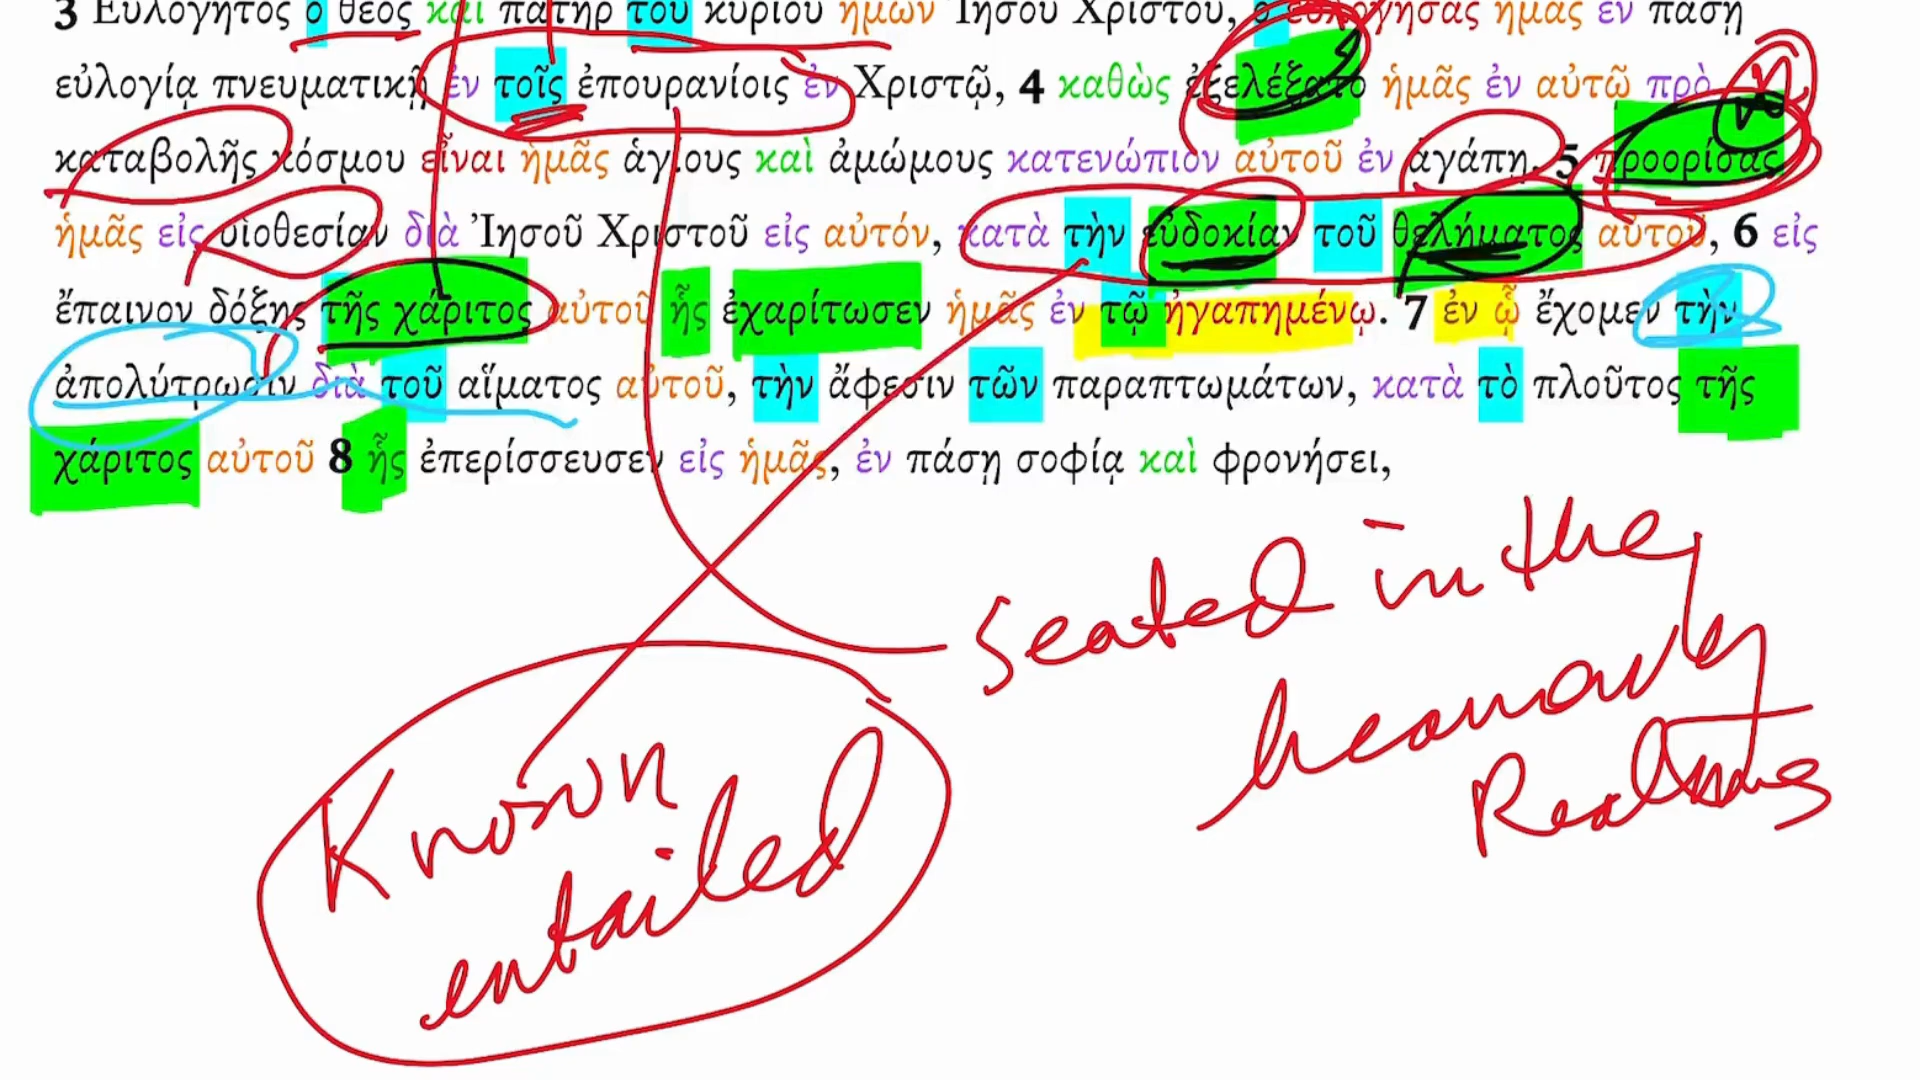 3 Εὐλογητὸς ὁ θεὸς καὶ πατὴρ τοῦ κυρίου ἡμῶν Ἰησοῦ Χριστοῦ, ὁ εὐλογήσας ἡμᾶς ἐν πάσῃ
εὐλογίᾳ πνευματικῇ ἐν τοῖς ἐπουρανίοις ἐν Χριστῷ, 4 καθὼς ἐξελέξατο ἡμᾶς ἐν αὐτῷ πρὸ
καταβολῆς κόσμου εἶναι ἡμᾶς ἁγίους καὶ ἀμώμους κατενώπιον αὐτοῦ ἐν ἀγάπῃ, 5 προορίσας
ἡμᾶς εἰς υἱοθεσίαν διὰ Ἰησοῦ Χριστοῦ εἰς αὐτόν, κατὰ τὴν εὐδοκίαν τοῦ θελήματος αὐτοῦ, 6 εἰς
ἔπαινον δόξης τῆς χάριτος αὐτοῦ ἧς ἐχαρίτωσεν ἡμᾶς ἐν τῷ ἠγαπημένῳ. 7 ἐν ᾧ ἔχομεν τὴν
ἀπολύτρωσιν διὰ τοῦ αἵματος αὐτοῦ, τὴν ἄφεσιν τῶν παραπτωμάτων, κατὰ τὸ πλοῦτος τῆς
χάριτος αὐτοῦ 8 ἧς ἐπερίσσευσεν εἰς ἡμᾶς, ἐν πάσῃ σοφίᾳ καὶ φρονήσει,
Seated in the
heavenly
Realms
Known
entailed